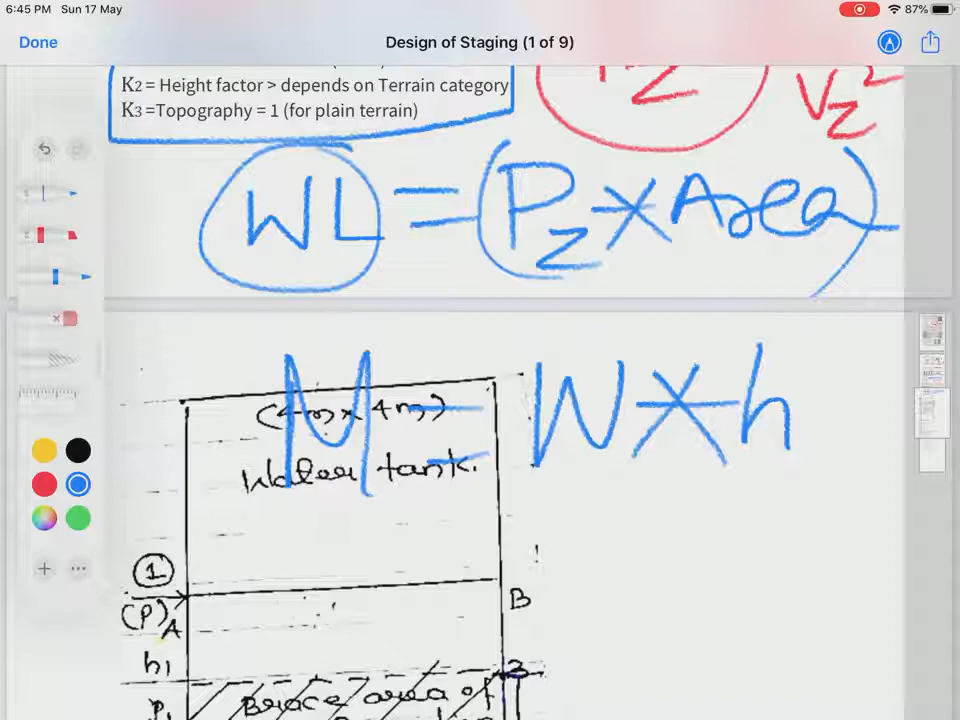 6:45 PM Sun 17 May
87%
Done
Design of Staging (1 of 9)
K2 = Height factor > depends on Terrain category
K3 =Topography = 1 (for plain terrain)
Pz
Vz²
WL = (Pz × Area)
M = W × h
(4m x 4m)
Water tank.
1
(P)
A
B
h1
3
P1
Brace area of